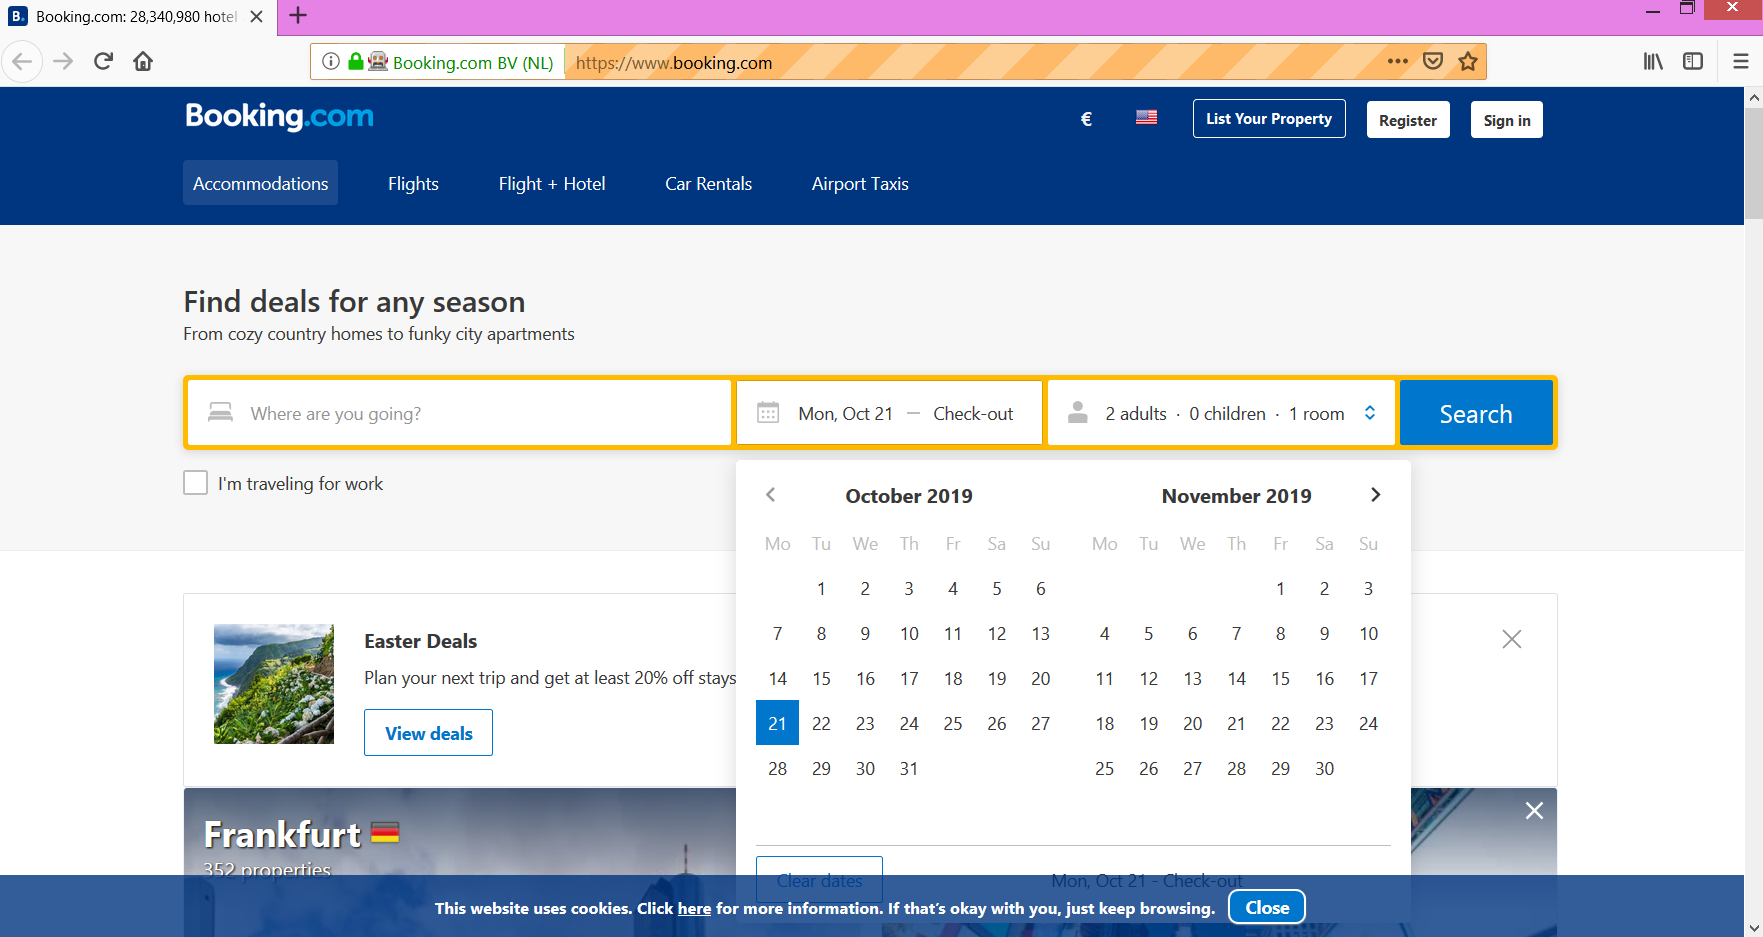 Booking.com: 28,340,980 hotel
Booking.com BV (NL)
https://www.booking.com
Booking.com
€
List Your Property
Register
Sign in
Accommodations
Flights
Flight + Hotel
Car Rentals
Airport Taxis
Find deals for any season
From cozy country homes to funky city apartments
Where are you going?
Mon, Oct 21 — Check-out
2 adults · 0 children · 1 room
Search
I'm traveling for work
October 2019
Mo Tu We Th Fr Sa Su
1 2 3 4 5 6
7 8 9 10 11 12 13
14 15 16 17 18 19 20
21 22 23 24 25 26 27
28 29 30 31
November 2019
Mo Tu We Th Fr Sa Su
1 2 3
4 5 6 7 8 9 10
11 12 13 14 15 16 17
18 19 20 21 22 23 24
25 26 27 28 29 30
Clear dates
Mon, Oct 21 - Check-out
Easter Deals
Plan your next trip and get at least 20% off stays
View deals
Frankfurt
352 properties
This website uses cookies. Click here for more information. If that's okay with you, just keep browsing.
Close